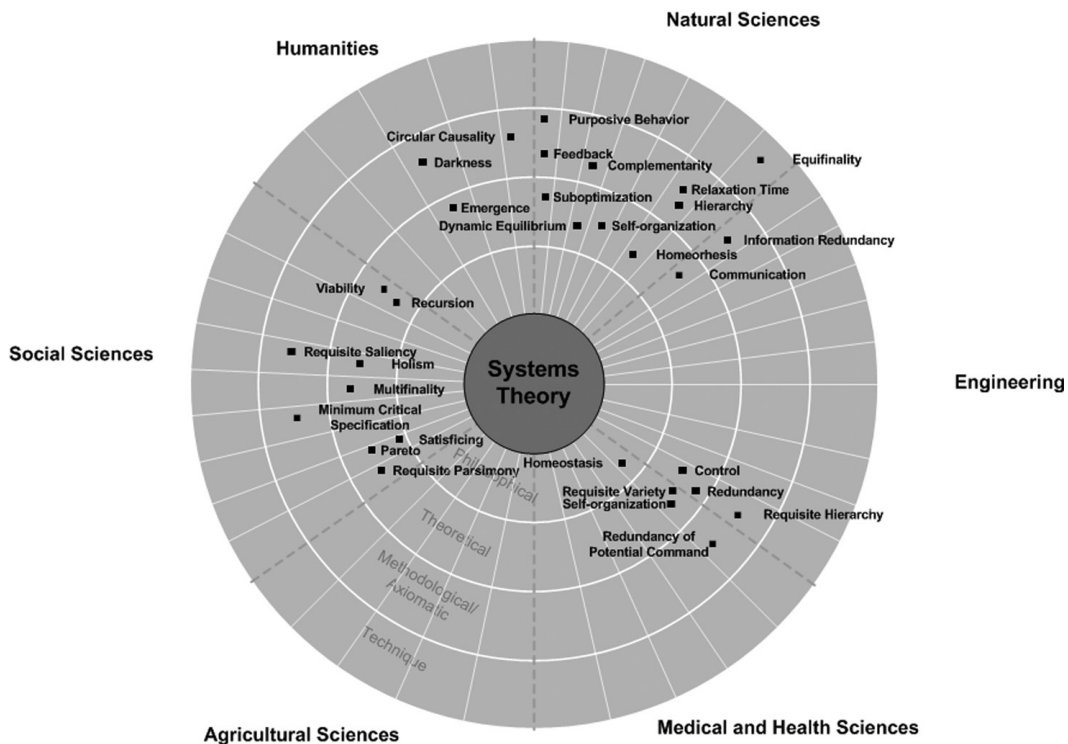 Natural Sciences
Humanities
Purposive Behavior
Circular Causality
Feedback
Darkness
Complementarity
Equifinality
Relaxation Time
Suboptimization
Hierarchy
Emergence
Dynamic Equilibrium
Self-organization
Information Redundancy
Homeorhesis
Communication
Viability
Recursion
Social Sciences
Requisite Saliency
Holism
Systems
Theory
Engineering
Multifinality
Minimum Critical
Specification
Satisficing
Pareto
Requisite Parsimony
Philosophical
Homeostasis
Control
Requisite Variety
Redundancy
Self-organization
Requisite Hierarchy
Theoretical
Redundancy of
Potential Command
Methodological/
Axiomatic
Technique
Agricultural Sciences
Medical and Health Sciences